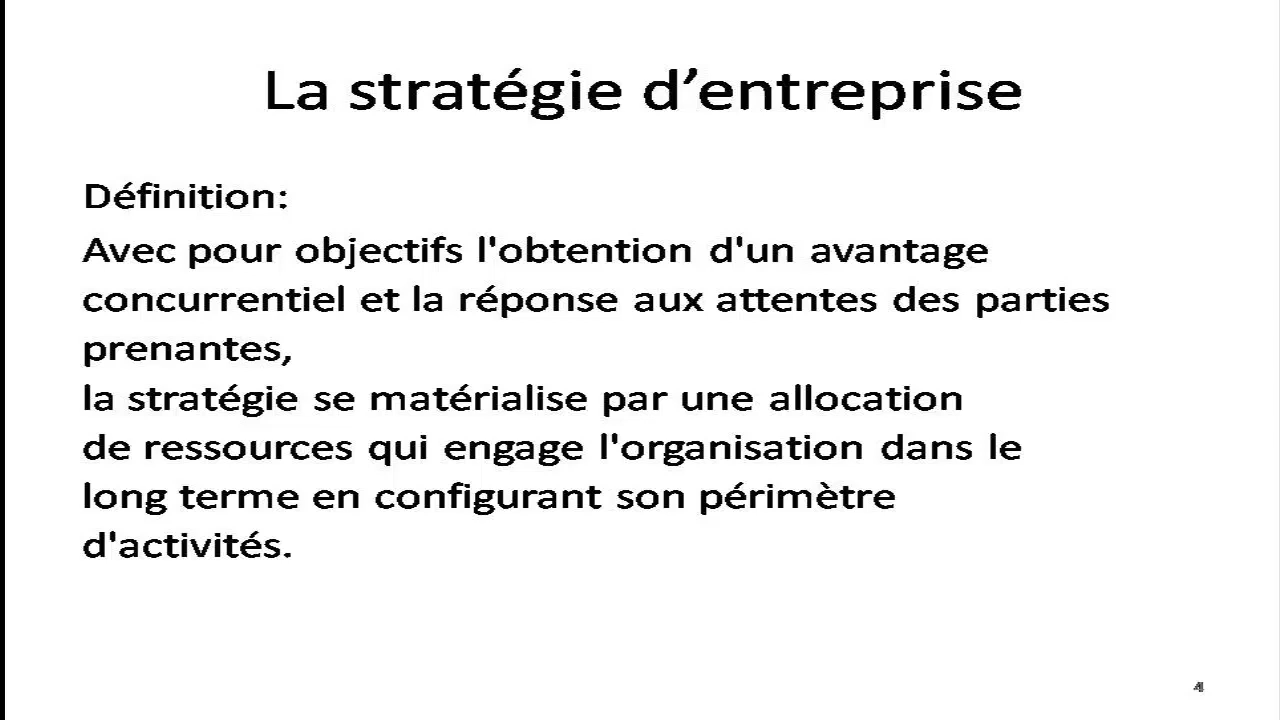 La stratégie d’entreprise
Définition:
Avec pour objectifs l'obtention d'un avantage
concurrentiel et la réponse aux attentes des parties
prenantes,
la stratégie se matérialise par une allocation
de ressources qui engage l'organisation dans le
long terme en configurant son périmètre
d'activités.
4